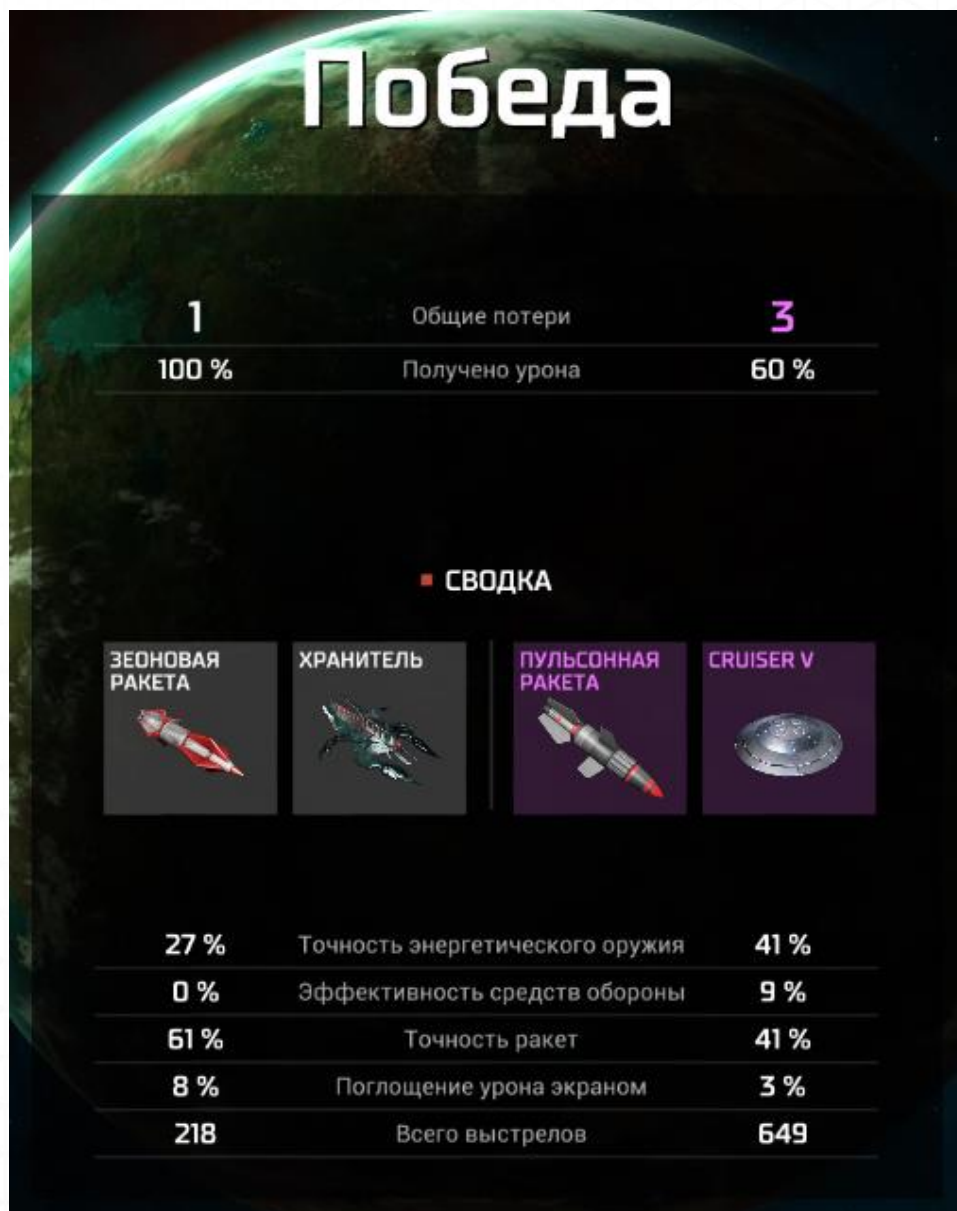 Победа
1 Общие потери 3
100 % Получено урона 60 %
СВОДКА
ЗЕОНОВАЯ РАКЕТА
ХРАНИТЕЛЬ
ПУЛЬСОННАЯ РАКЕТА
CRUISER V
27 % Точность энергетического оружия 41 %
0 % Эффективность средств обороны 9 %
61 % Точность ракет 41 %
8 % Поглощение урона экраном 3 %
218 Всего выстрелов 649